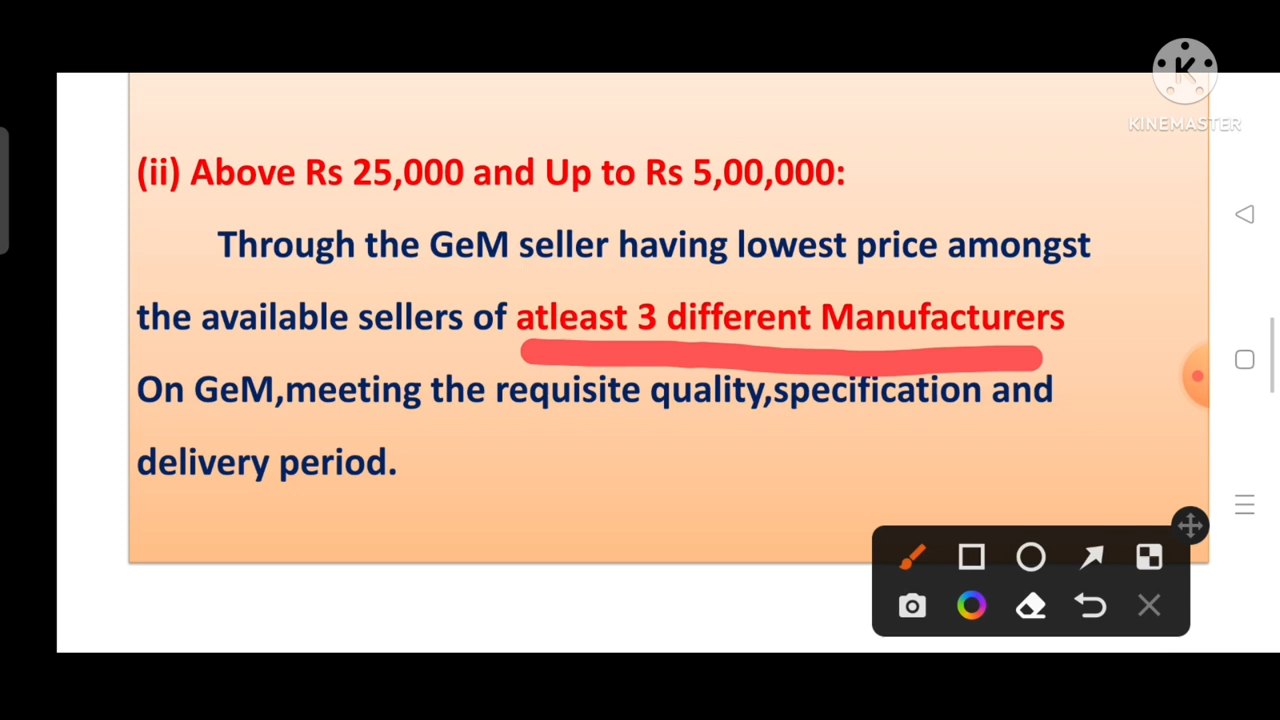 K
KINEMASTER
(ii) Above Rs 25,000 and Up to Rs 5,00,000:
Through the GeM seller having lowest price amongst
the available sellers of atleast 3 different Manufacturers
On GeM,meeting the requisite quality,specification and
delivery period.